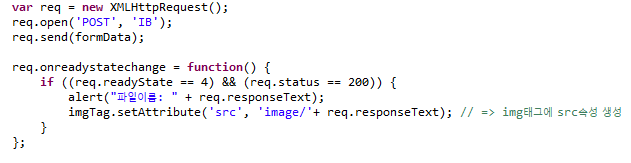 var req = new XMLHttpRequest();
req.open('POST', 'IB');
req.send(formData);
req.onreadystatechange = function() {
if ((req.readyState == 4) && (req.status == 200)) {
alert("파일이름: " + req.responseText);
imgTag.setAttribute('src', 'image/'+ req.responseText); // => img태그에 src속성 생성
}
};